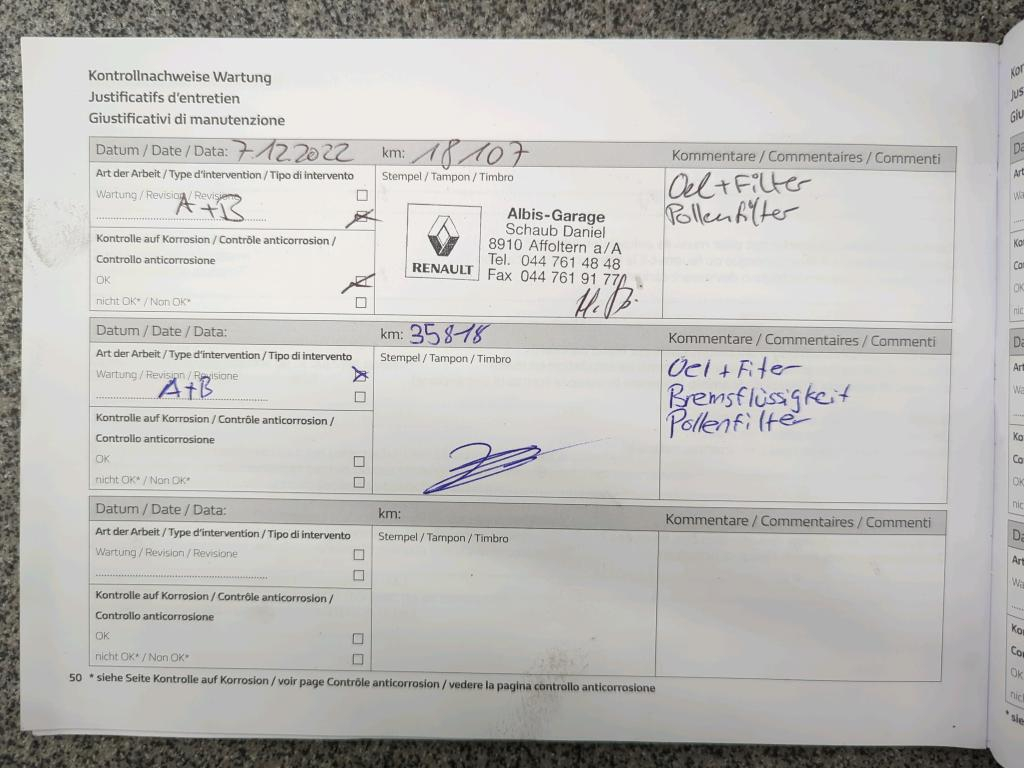 Kontrollnachweise Wartung
Justificatifs d'entretien
Giustificativi di manutenzione
Datum / Date / Data: 7.12.2022 km: 18107 Kommentare / Commentaires / Commenti
Art der Arbeit / Type d'intervention / Tipo di intervento
Wartung / Revision / Revisione
A+B
Kontrolle auf Korrosion / Contrôle anticorrosion /
Controllo anticorrosione
OK
nicht OK* / Non OK*
Stempel / Tampon / Timbro
RENAULT
Albis-Garage
Schaub Daniel
8910 Affoltern a/A
Tel. 044 761 48 48
Fax 044 761 91 77
Oel + Filter
Pollenfilter
Datum / Date / Data: km: 35818 Kommentare / Commentaires / Commenti
Art der Arbeit / Type d'intervention / Tipo di intervento
Wartung / Revision / Revisione
A+B
Kontrolle auf Korrosion / Contrôle anticorrosion /
Controllo anticorrosione
OK
nicht OK* / Non OK*
Stempel / Tampon / Timbro
Oel + Fiter
Bremsflüssigkeit
Pollenfilter
Datum / Date / Data: km: Kommentare / Commentaires / Commenti
Art der Arbeit / Type d'intervention / Tipo di intervento
Wartung / Revision / Revisione
Kontrolle auf Korrosion / Contrôle anticorrosion /
Controllo anticorrosione
OK
nicht OK* / Non OK*
Stempel / Tampon / Timbro
50 * siehe Seite Kontrolle auf Korrosion / voir page Contrôle anticorrosion / vedere la pagina controllo anticorrosione